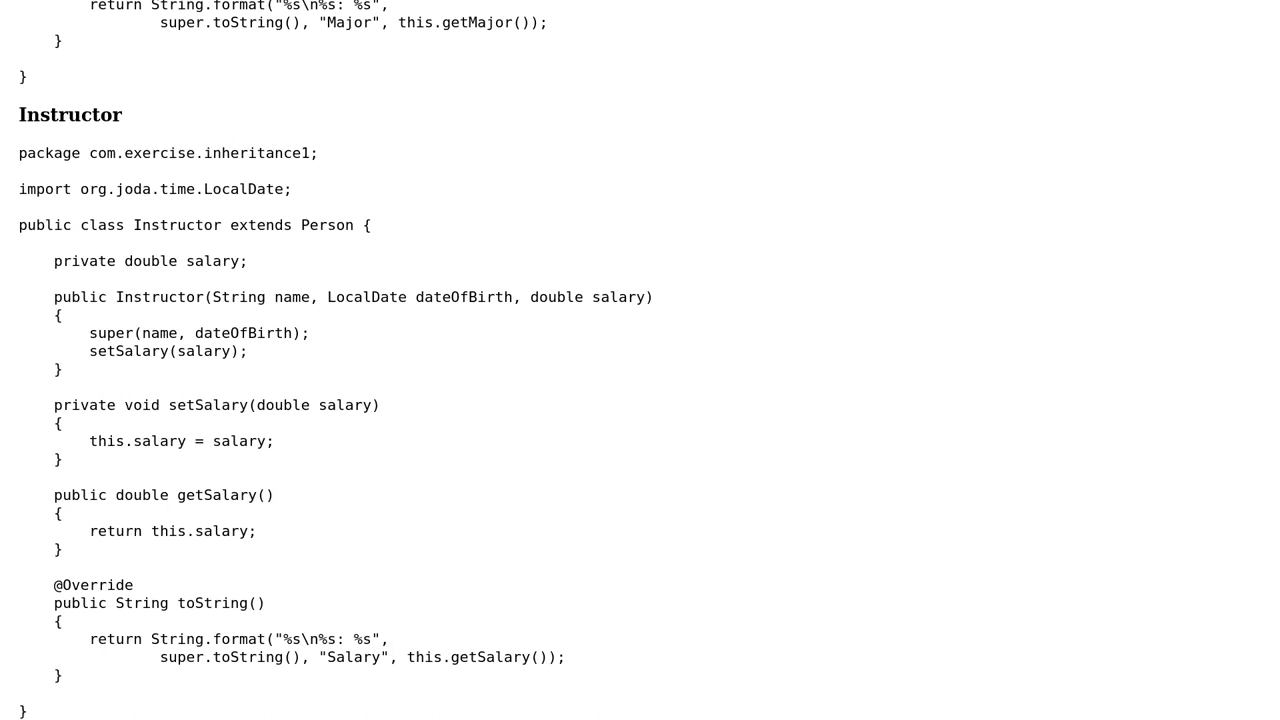 return String.format("%s\n%s: %s",
super.toString(), "Major", this.getMajor());
}
}
Instructor
package com.exercise.inheritance1;
import org.joda.time.LocalDate;
public class Instructor extends Person {
private double salary;
public Instructor(String name, LocalDate dateOfBirth, double salary)
{
super(name, dateOfBirth);
setSalary(salary);
}
private void setSalary(double salary)
{
this.salary = salary;
}
public double getSalary()
{
return this.salary;
}
@Override
public String toString()
{
return String.format("%s\n%s: %s",
super.toString(), "Salary", this.getSalary());
}
}